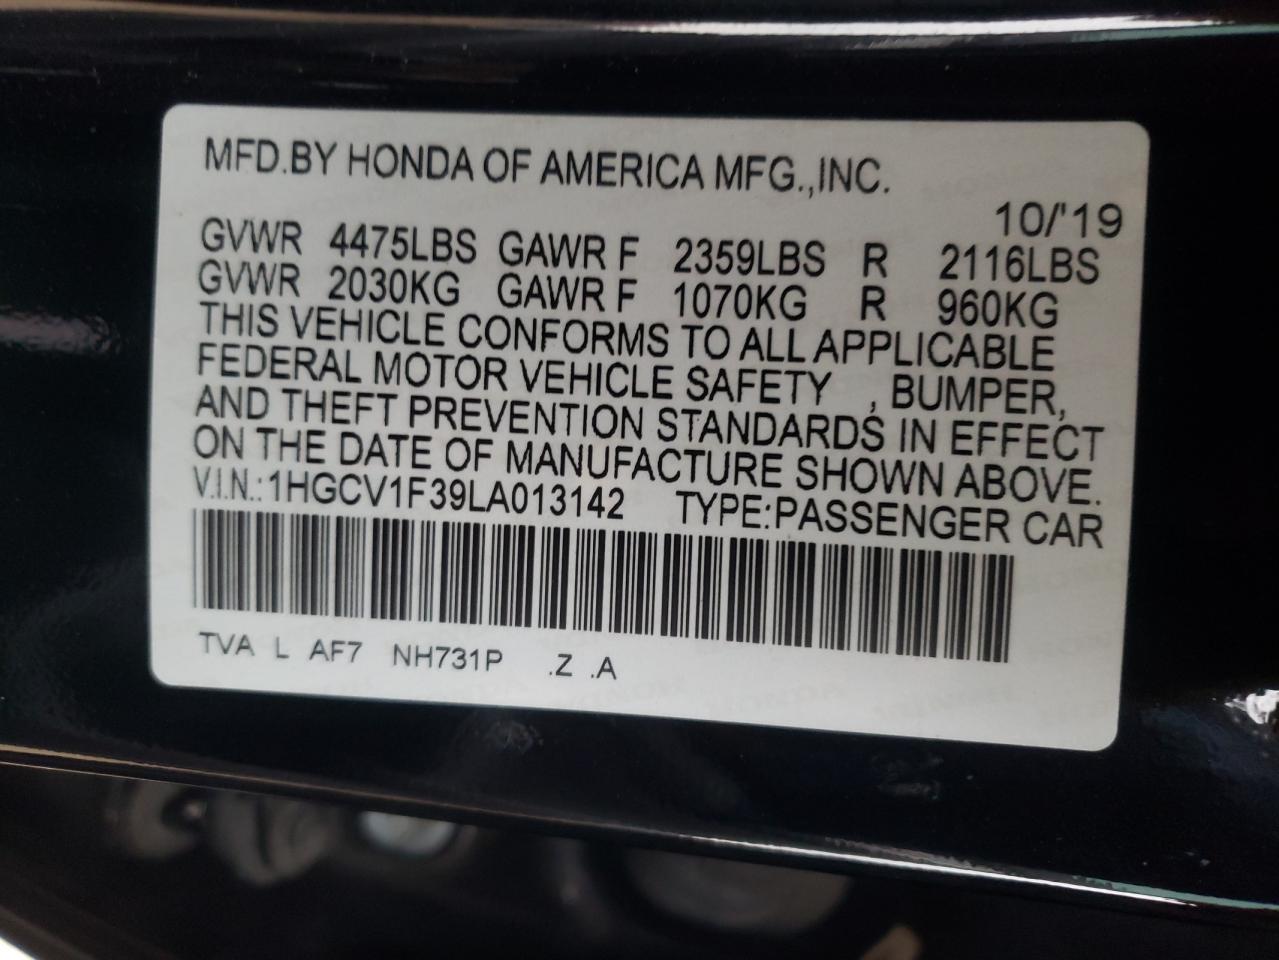 MFD.BY HONDA OF AMERICA MFG.,INC.
10/'19
GVWR 4475LBS GAWR F 2359LBS R 2116LBS
GVWR 2030KG GAWR F 1070KG R 960KG
THIS VEHICLE CONFORMS TO ALL APPLICABLE
FEDERAL MOTOR VEHICLE SAFETY , BUMPER,
AND THEFT PREVENTION STANDARDS IN EFFECT
ON THE DATE OF MANUFACTURE SHOWN ABOVE.
V.I.N.:1HGCV1F39LA013142 TYPE:PASSENGER CAR
TVA L AF7 NH731P .Z .A